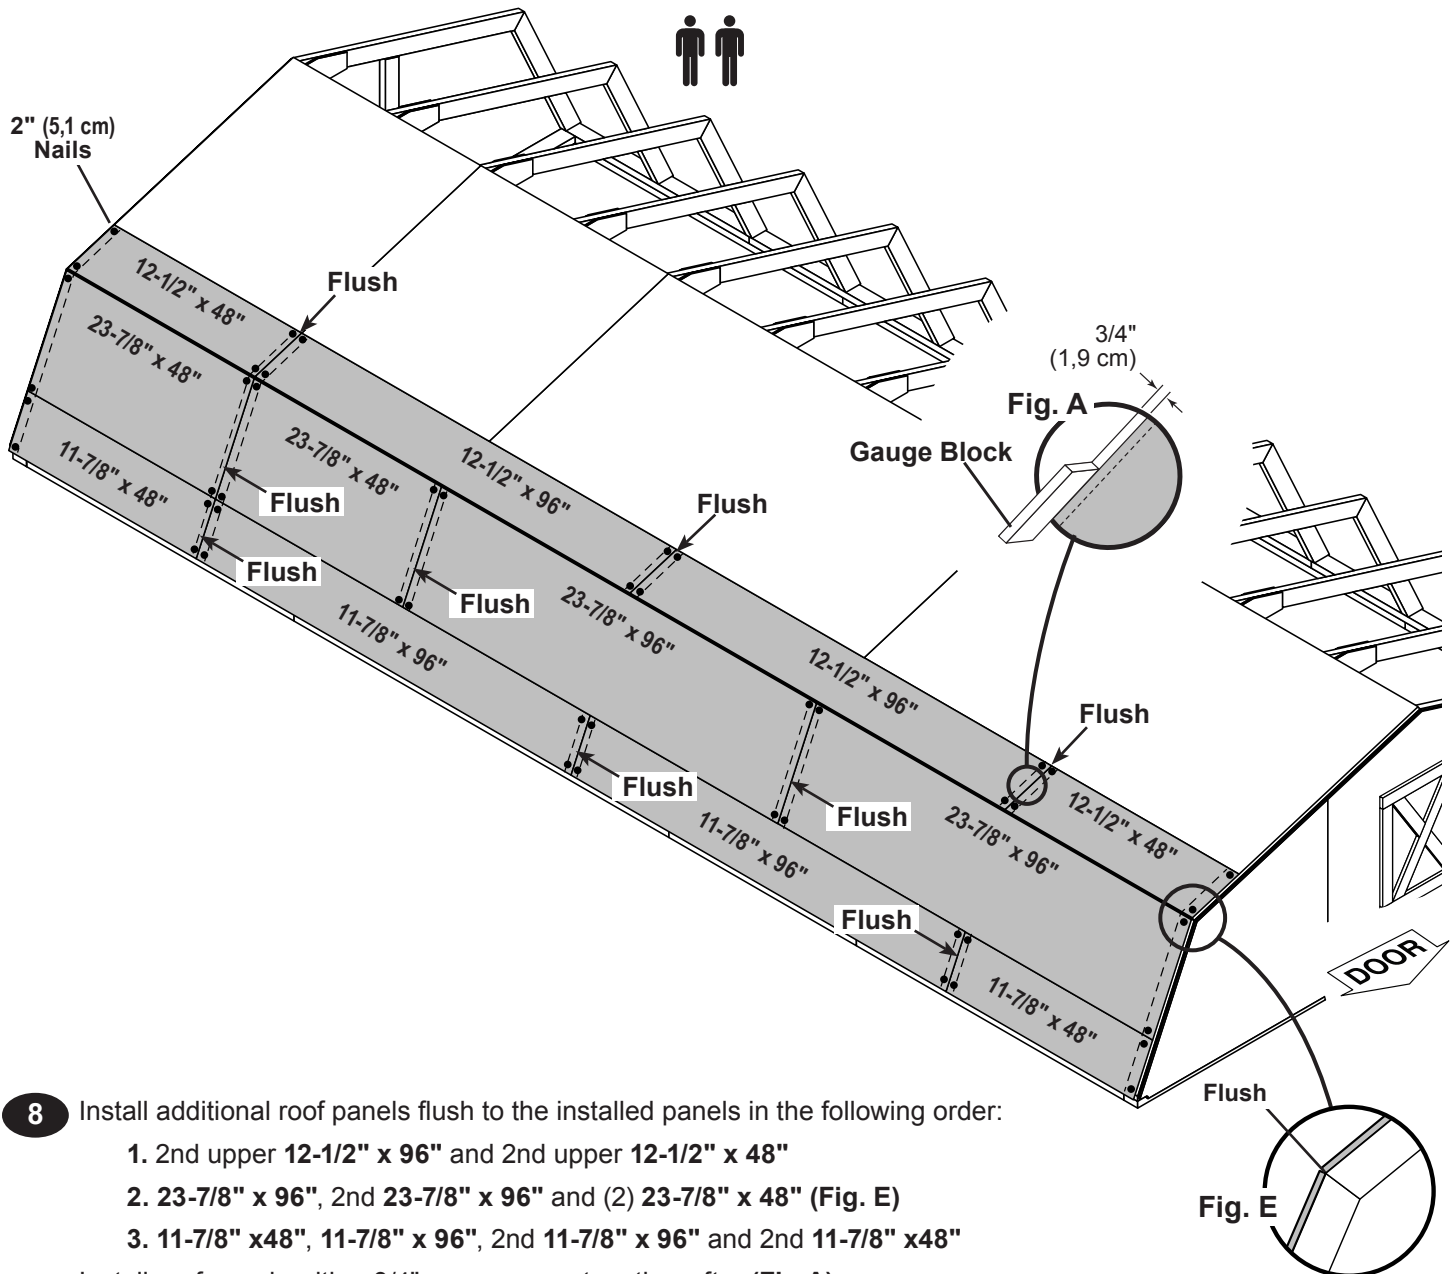 2" (5,1 cm)
Nails
12-1/2" x 48"
Flush
23-7/8" x 48"
11-7/8" x 48"
Flush
Flush
23-7/8" x 48"
12-1/2" x 96"
Flush
Flush
11-7/8" x 96"
23-7/8" x 96"
12-1/2" x 96"
3/4"
(1,9 cm)
Fig. A
Gauge Block
Flush
Flush
Flush
11-7/8" x 96"
23-7/8" x 96"
12-1/2" x 48"
Flush
11-7/8" x 48"
DOOR
Flush
Fig. E
8 Install additional roof panels flush to the installed panels in the following order:
1. 2nd upper 12-1/2" x 96" and 2nd upper 12-1/2" x 48"
2. 23-7/8" x 96", 2nd 23-7/8" x 96" and (2) 23-7/8" x 48" (Fig. E)
3. 11-7/8" x48", 11-7/8" x 96", 2nd 11-7/8" x 96" and 2nd 11-7/8" x48"